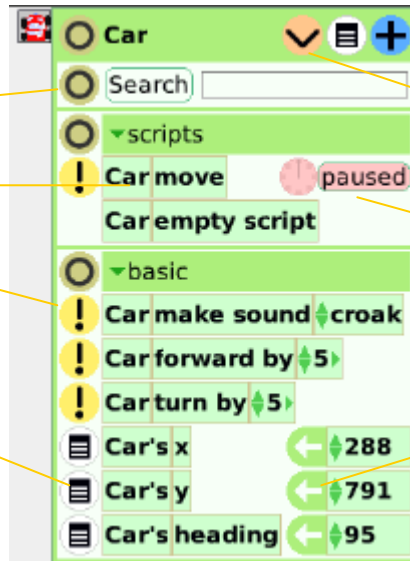 Car
Search
scripts
Car move paused
Car empty script
basic
! Car make sound croak
! Car forward by 5
! Car turn by 5
Car's x 288
Car's y 791
Car's heading 95